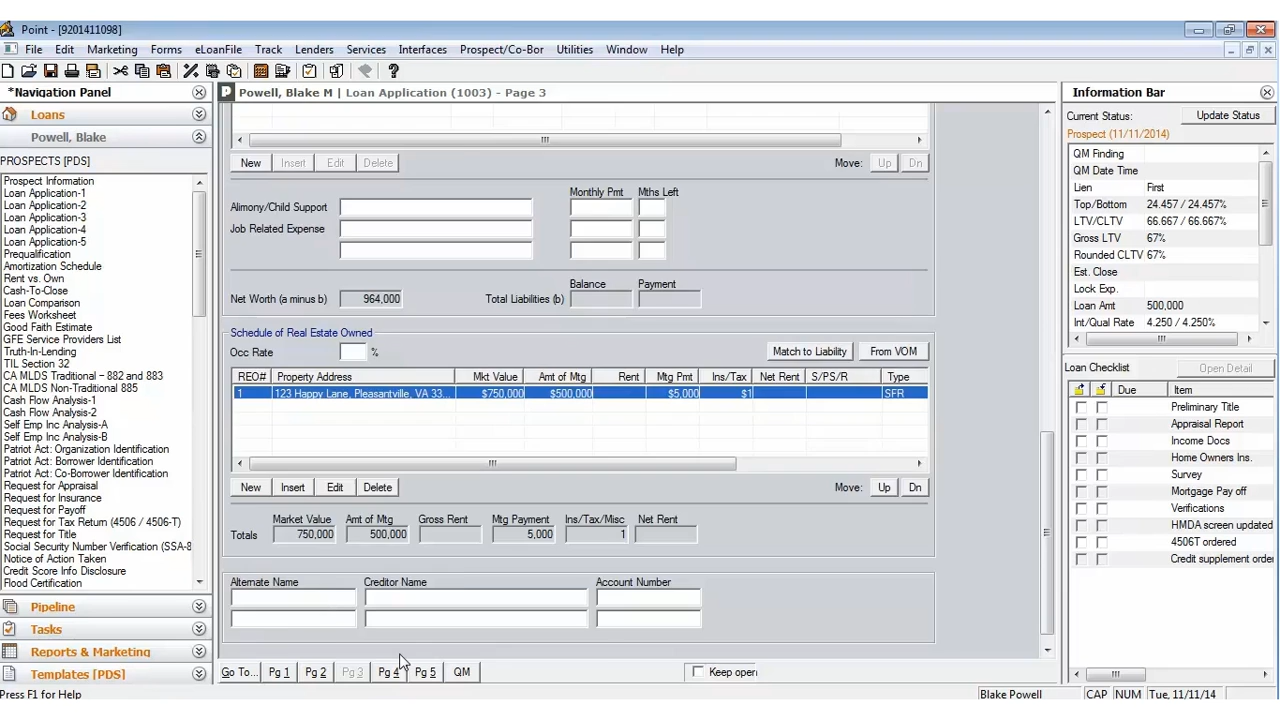 Point - [9201411098]
File Edit Marketing Forms eLoanFile Track Lenders Services Interfaces Prospect/Co-Bor Utilities Window Help
*Navigation Panel
Loans
Powell, Blake
PROSPECTS [PDS]
Prospect Information
Loan Application-1
Loan Application-2
Loan Application-3
Loan Application-4
Loan Application-5
Prequalification
Amortization Schedule
Rent vs. Own
Cash-To-Close
Loan Comparison
Fees Worksheet
Good Faith Estimate
GFE Service Providers List
Truth-In-Lending
TIL Section 32
CA MLDS Traditional – 882 and 883
CA MLDS Non-Traditional 885
Cash Flow Analysis-1
Cash Flow Analysis-2
Self Emp Inc Analysis-A
Self Emp Inc Analysis-B
Patriot Act: Organization Identification
Patriot Act: Borrower Identification
Patriot Act: Co-Borrower Identification
Request for Appraisal
Request for Insurance
Request for Payoff
Request for Tax Return (4506 / 4506-T)
Request for Title
Social Security Number Verification (SSA-8
Notice of Action Taken
Credit Score Info Disclosure
Flood Certification
Pipeline
Tasks
Reports & Marketing
Templates [PDS]
Press F1 for Help
P Powell, Blake M | Loan Application (1003) - Page 3
New Insert Edit Delete Move: Up Dn
Monthly Pmt Mths Left
Alimony/Child Support
Job Related Expense
Balance Payment
Net Worth (a minus b) 964,000 Total Liabilities (b)
Schedule of Real Estate Owned
Occ Rate % Match to Liability From VOM
REO# Property Address Mkt Value Amt of Mtg Rent Mtg Pmt Ins/Tax Net Rent S/PS/R Type
1 123 Happy Lane, Pleasantville, VA 33... $750,000 $500,000 $5,000 $1 SFR
New Insert Edit Delete Move: Up Dn
Market Value Amt of Mtg Gross Rent Mtg Payment Ins/Tax/Misc Net Rent
Totals 750,000 500,000 5,000 1
Alternate Name Creditor Name Account Number
Go To... Pg 1 Pg 2 Pg 3 Pg 4 Pg 5 QM Keep open
Information Bar
Current Status: Update Status
Prospect (11/11/2014)
QM Finding
QM Date Time
Lien First
Top/Bottom 24.457 / 24.457%
LTV/CLTV 66.667 / 66.667%
Gross LTV 67%
Rounded CLTV 67%
Est. Close
Lock Exp.
Loan Amt 500,000
Int/Qual Rate 4.250 / 4.250%
Loan Checklist Open Detail
Due Item
Preliminary Title
Appraisal Report
Income Docs
Home Owners Ins.
Survey
Mortgage Pay off
Verifications
HMDA screen updated
4506T ordered
Credit supplement orde
Blake Powell CAP NUM Tue, 11/11/14